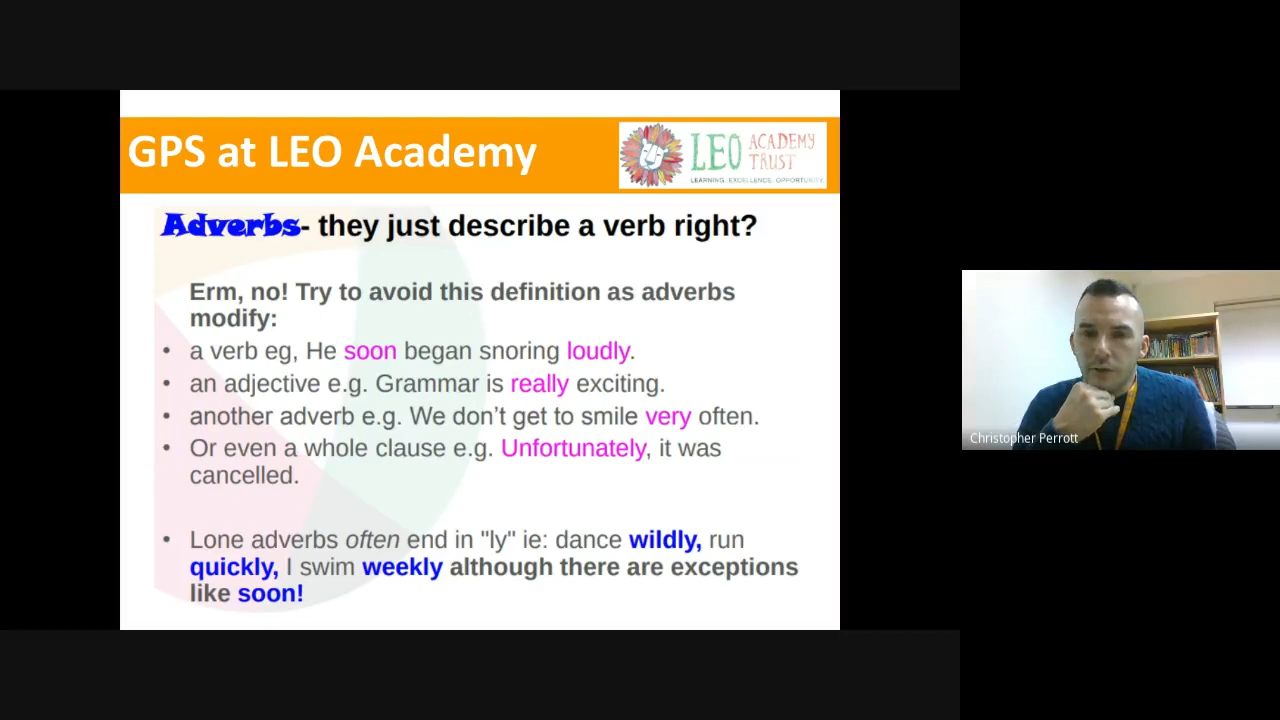 GPS at LEO Academy
LEO ACADEMY
TRUST
LEARNING. EXCELLENCE. OPPORTUNITY.
Adverbs- they just describe a verb right?
Erm, no! Try to avoid this definition as adverbs
modify:
• a verb eg, He soon began snoring loudly.
• an adjective e.g. Grammar is really exciting.
• another adverb e.g. We don’t get to smile very often.
• Or even a whole clause e.g. Unfortunately, it was
cancelled.
• Lone adverbs often end in "ly" ie: dance wildly, run
quickly, I swim weekly although there are exceptions
like soon!
Christopher Perrott